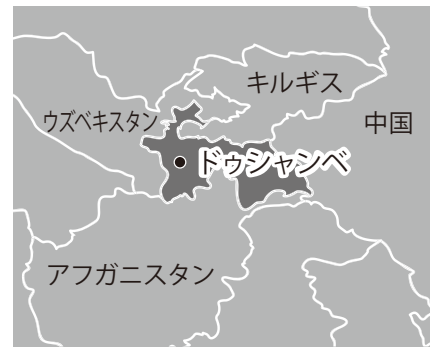 キルギス
ウズベキスタン
中国
ドゥシャンベ
アフガニスタン